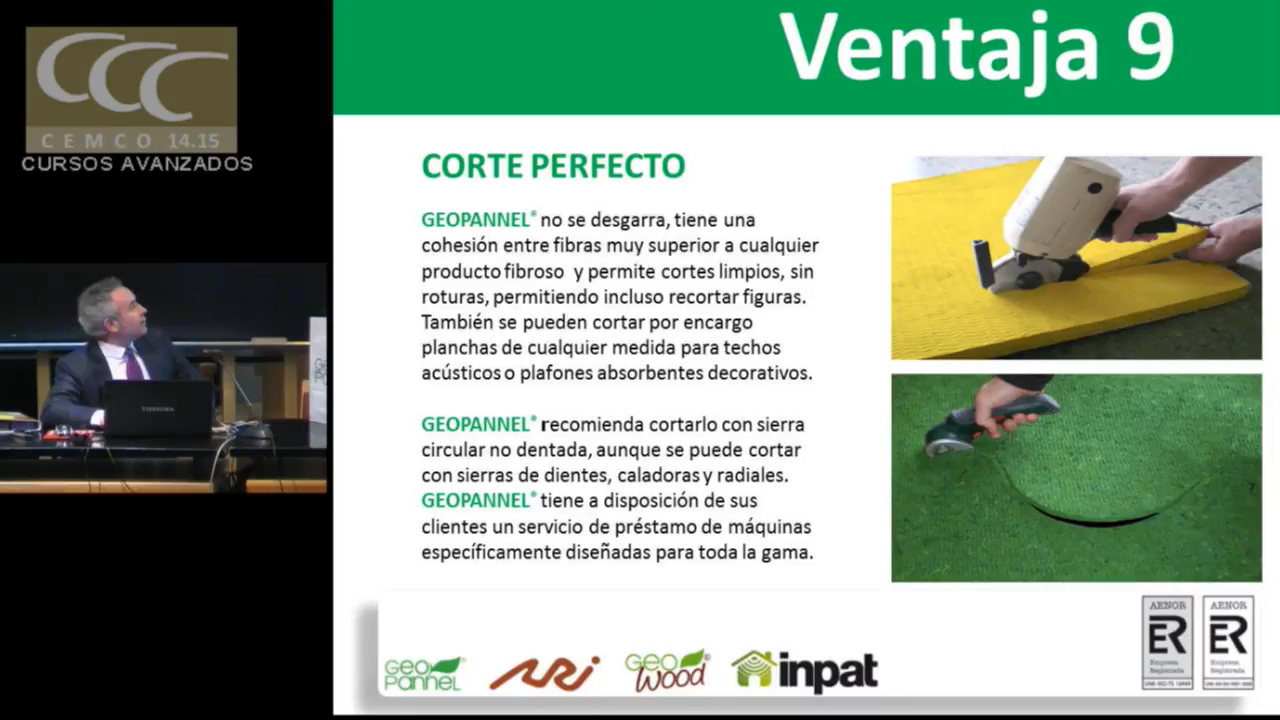 CCC
CEMCO 14.15
CURSOS AVANZADOS
TOSHIBA
Ventaja 9
CORTE PERFECTO
GEOPANNEL® no se desgarra, tiene una
cohesión entre fibras muy superior a cualquier
producto fibroso y permite cortes limpios, sin
roturas, permitiendo incluso recortar figuras.
También se pueden cortar por encargo
planchas de cualquier medida para techos
acústicos o plafones absorbentes decorativos.
GEOPANNEL® recomienda cortarlo con sierra
circular no dentada, aunque se puede cortar
con sierras de dientes, caladoras y radiales.
GEOPANNEL® tiene a disposición de sus
clientes un servicio de préstamo de máquinas
específicamente diseñadas para toda la gama.
GEO PANNEL
ARi
GEO WOOD®
inpat
AENOR
ER
Empresa
Registrada
AENOR
ER
Empresa
Registrada